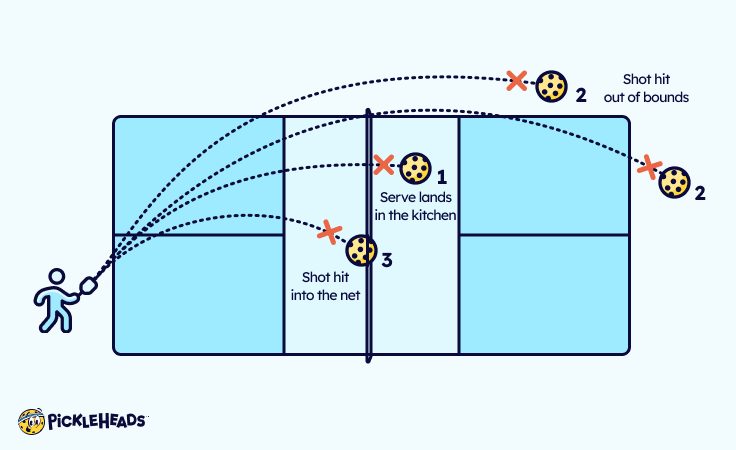 2
Shot hit
out of bounds
1
Serve lands
in the kitchen
2
3
Shot hit
into the net
PICKLEHEADS